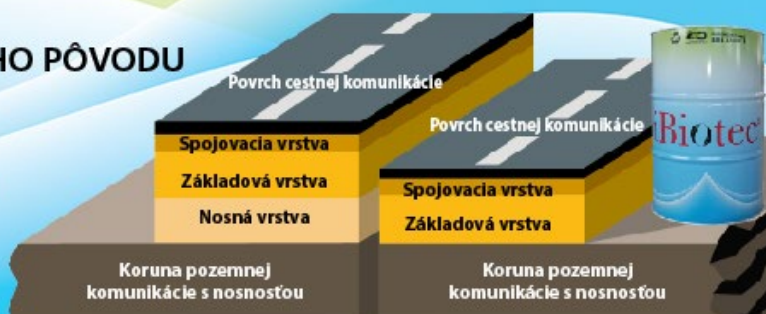 HO PÔVODU
Povrch cestnej komunikácie
Spojovacia vrstva
Základová vrstva
Nosná vrstva
Koruna pozemnej
komunikácie s nosnosťou
Povrch cestnej komunikácie
Spojovacia vrstva
Základová vrstva
Koruna pozemnej
komunikácie s nosnosťou
iBiotec